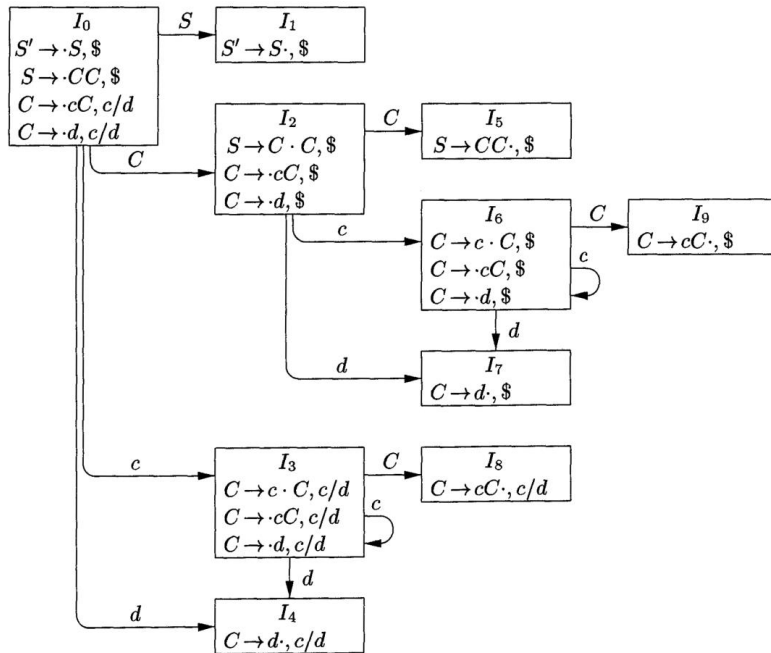 I₀
S' → ·S, $
S → ·CC, $
C → ·cC, c/d
C → ·d, c/d
S
I₁
S' → S·, $
C
I₂
S → C · C, $
C → ·cC, $
C → ·d, $
C
I₅
S → CC·, $
c
I₆
C → c · C, $
C → ·cC, $
C → ·d, $
C
I₉
C → cC·, $
c
d
d
I₇
C → d·, $
c
I₃
C → c · C, c/d
C → ·cC, c/d
C → ·d, c/d
C
I₈
C → cC·, c/d
c
d
d
I₄
C → d·, c/d